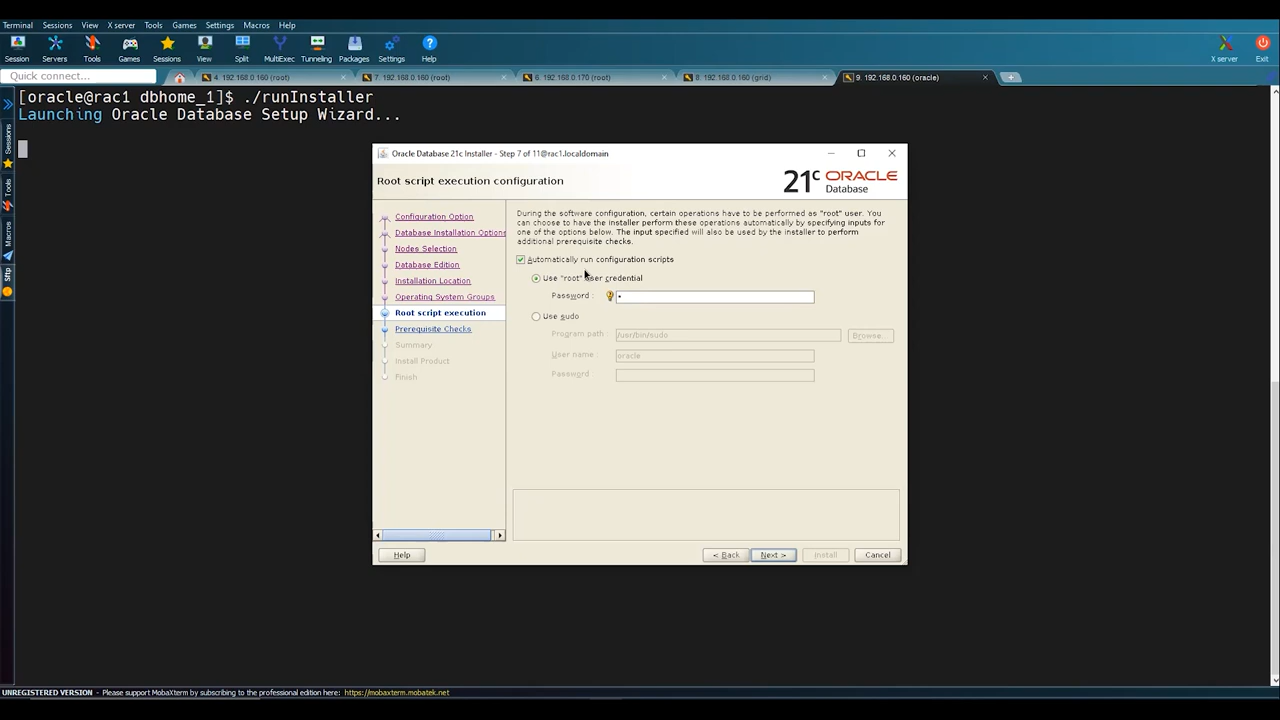 Terminal Sessions View X server Tools Games Settings Macros Help
Session Servers Tools Games Sessions View Split MultiExec Tunneling Packages Settings Help X server Exit
Quick connect... 4. 192.168.0.160 (root) 7. 192.168.0.160 (root) 6. 192.168.0.170 (root) 8. 192.168.0.160 (grid) 9. 192.168.0.160 (oracle)
[oracle@rac1 dbhome_1]$ ./runInstaller
Launching Oracle Database Setup Wizard...
Sessions
Tools
Macros
Sftp
Oracle Database 21c Installer - Step 7 of 11@rac1.localdomain
Root script execution configuration
21c ORACLE
Database
Configuration Option
Database Installation Options
Nodes Selection
Database Edition
Installation Location
Operating System Groups
Root script execution
Prerequisite Checks
Summary
Install Product
Finish
During the software configuration, certain operations have to be performed as "root" user. You
can choose to have the installer perform these operations automatically by specifying inputs for
one of the options below. The input specified will also be used by the installer to perform
additional prerequisite checks.
Automatically run configuration scripts
Use "root" user credential
Password :
Use sudo
Program path : /usr/bin/sudo Browse...
User name : oracle
Password
Help < Back Next > Install Cancel
UNREGISTERED VERSION - Please support MobaXterm by subscribing to the professional edition here: https://mobaxterm.mobatek.net